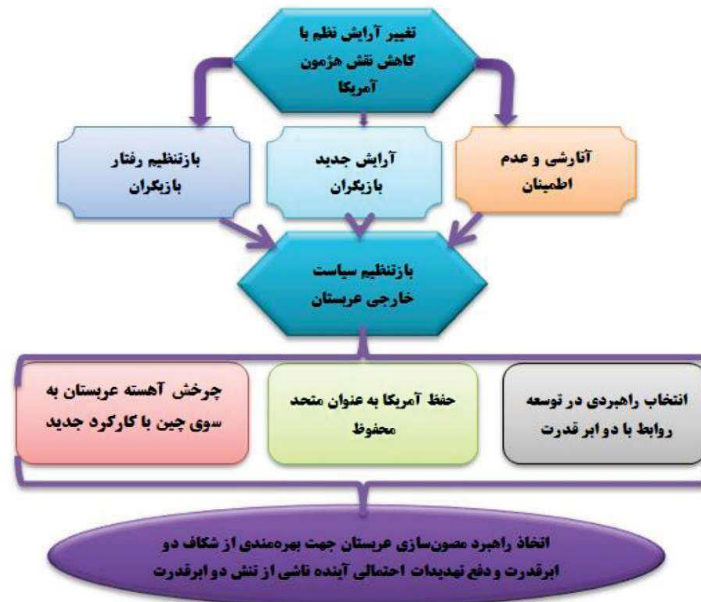 تغییر آرایش نظم با
کاهش نقش هژمون
آمریکا
آنارشی و عدم
اطمینان
آرایش جدید
بازیگران
بازتنظیم رفتار
بازیگران
بازتنظیم سیاست
خارجی عربستان
انتخاب راهبردی در توسعه
روابط با دو ابر قدرت
حفظ آمریکا به عنوان متحد
محفوظ
چرخش آهسته عربستان به
سوی چین با کارکرد جدید
اتخاذ راهبرد مصون‌سازی عربستان جهت بهره‌مندی از شکاف دو
ابرقدرت و دفع تهدیدات احتمالی آینده ناشی از تنش دو ابرقدرت